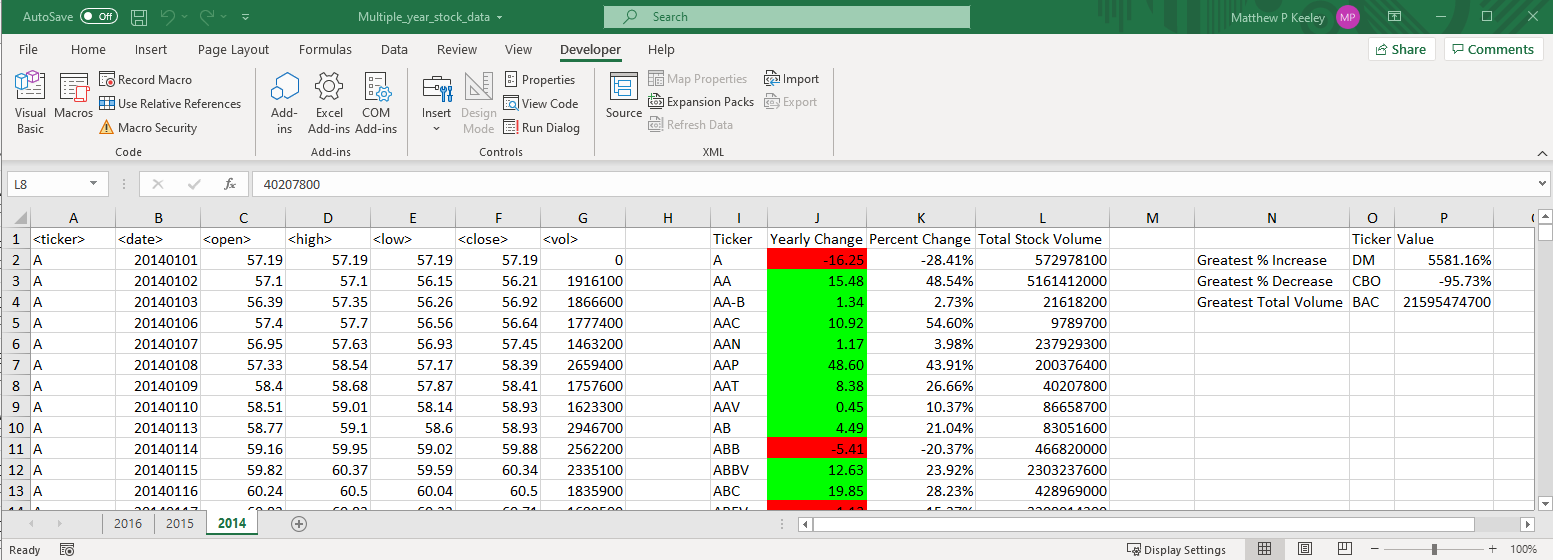 AutoSave Off Multiple_year_stock_data Search Matthew P Keeley MP
File Home Insert Page Layout Formulas Data Review View Developer Help Share Comments
Visual Basic
Macros
Record Macro
Use Relative References
Macro Security
Code
Add-ins
Excel Add-ins
COM Add-ins
Add-ins
Insert
Design Mode
Properties
View Code
Run Dialog
Controls
Source
Map Properties
Expansion Packs
Refresh Data
Import
Export
XML
L8 fx 40207800
A B C D E F G H I J K L M N O P
1 <ticker> <date> <open> <high> <low> <close> <vol> Ticker Yearly Change Percent Change Total Stock Volume Ticker Value
2 A 20140101 57.19 57.19 57.19 57.19 0 A -16.25 -28.41% 572978100 Greatest % Increase DM 5581.16%
3 A 20140102 57.1 57.1 56.15 56.21 1916100 AA 15.48 48.54% 5161412000 Greatest % Decrease CBO -95.73%
4 A 20140103 56.39 57.35 56.26 56.92 1866600 AA-B 1.34 2.73% 21618200 Greatest Total Volume BAC 21595474700
5 A 20140106 57.4 57.7 56.56 56.64 1777400 AAC 10.92 54.60% 9789700
6 A 20140107 56.95 57.63 56.93 57.45 1463200 AAN 1.17 3.98% 237929300
7 A 20140108 57.33 58.54 57.17 58.39 2659400 AAP 48.60 43.91% 200376400
8 A 20140109 58.4 58.68 57.87 58.41 1757600 AAT 8.38 26.66% 40207800
9 A 20140110 58.51 59.01 58.14 58.93 1623300 AAV 0.45 10.37% 86658700
10 A 20140113 58.77 59.1 58.6 58.93 2946700 AB 4.49 21.04% 83051600
11 A 20140114 59.16 59.95 59.02 59.88 2562200 ABB -5.41 -20.37% 466820000
12 A 20140115 59.82 60.37 59.59 60.34 2335100 ABBV 12.63 23.92% 2303237600
13 A 20140116 60.24 60.5 60.04 60.5 1835900 ABC 19.85 28.23% 428969000
2016 2015 2014
Ready Display Settings 100%